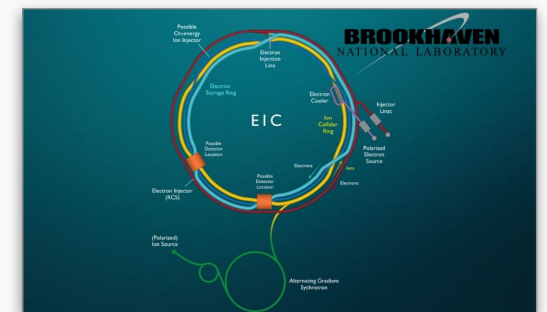 BROOKHAVEN
NATIONAL LABORATORY
Possible
On-energy
Ion Injector
Electron
Injection
Line
Electron
Storage Ring
Electron
Cooler
Injector
Linac
EIC
Ion
Collider
Ring
Polarized
Electron
Source
Possible
Detector
Location
Possible
Detector
Location
Electrons
Ions
Electrons
Electron Injector
(RCS)
(Polarized)
Ion Source
Alternating Gradient
Sychrotron